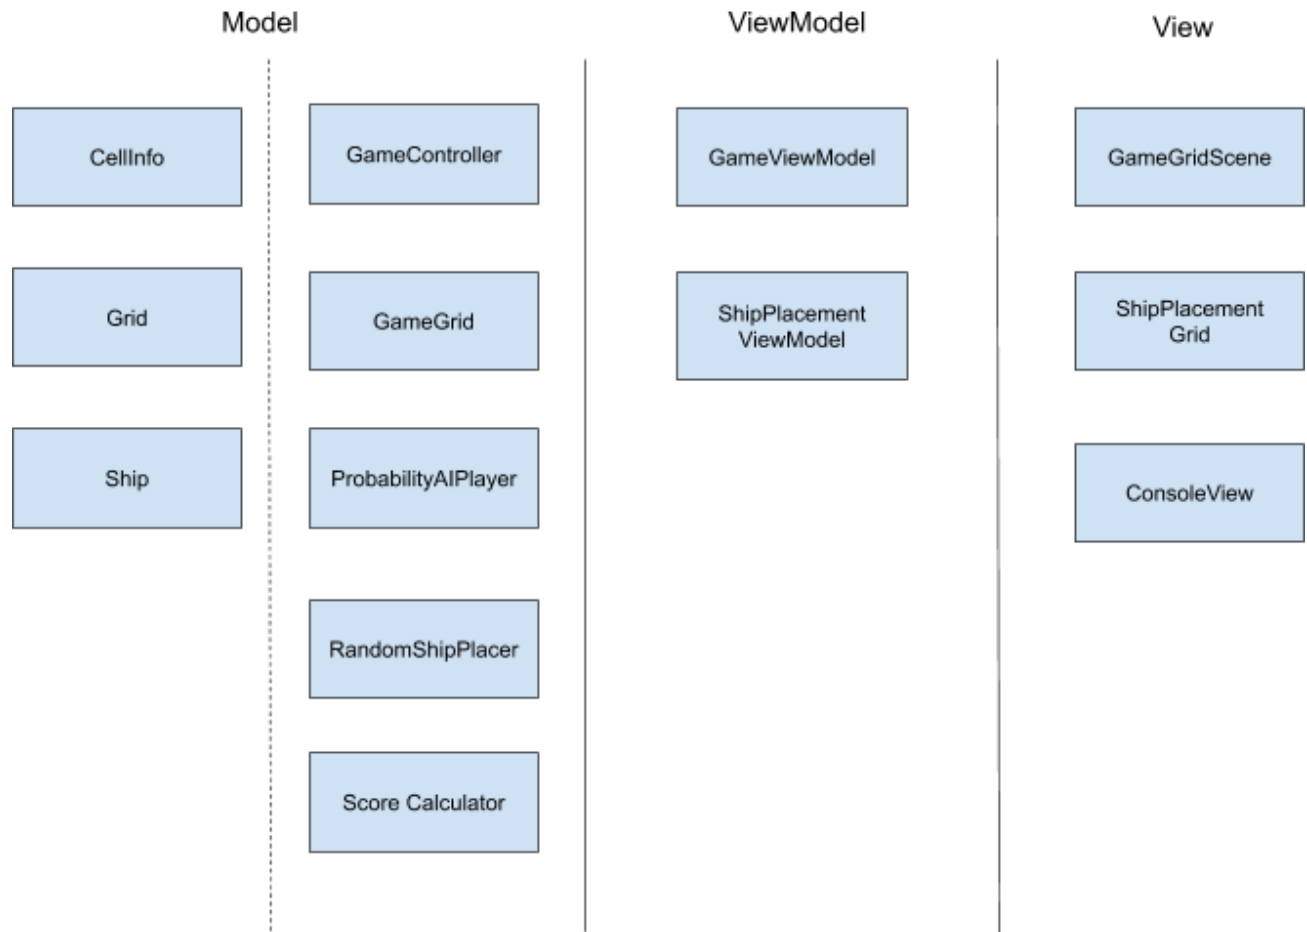 Model
ViewModel
View
CellInfo
GameController
GameViewModel
GameGridScene
Grid
GameGrid
ShipPlacement
ViewModel
ShipPlacement
Grid
Ship
ProbabilityAIPlayer
ConsoleView
RandomShipPlacer
Score Calculator